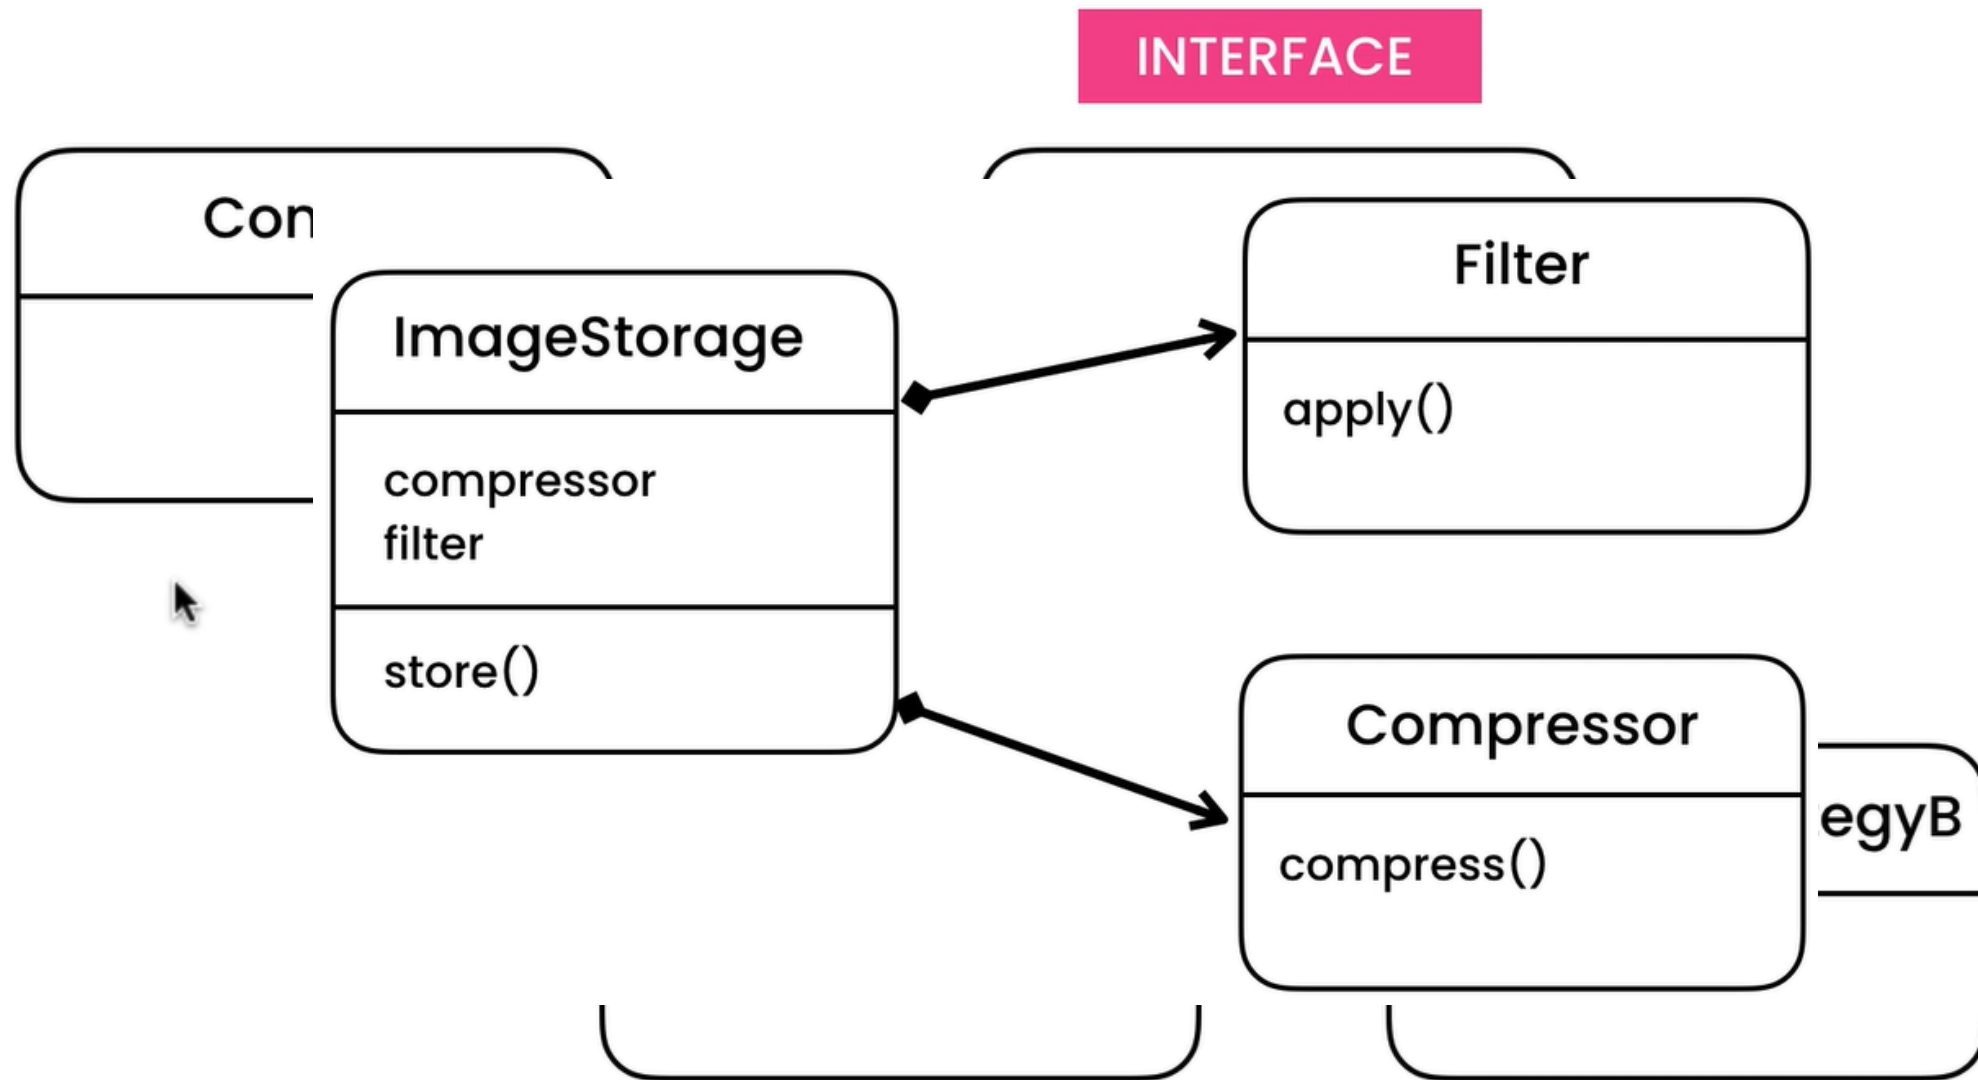 INTERFACE
Con
Filter
ImageStorage
apply()
compressor
filter
store()
Compressor
egyB
compress()